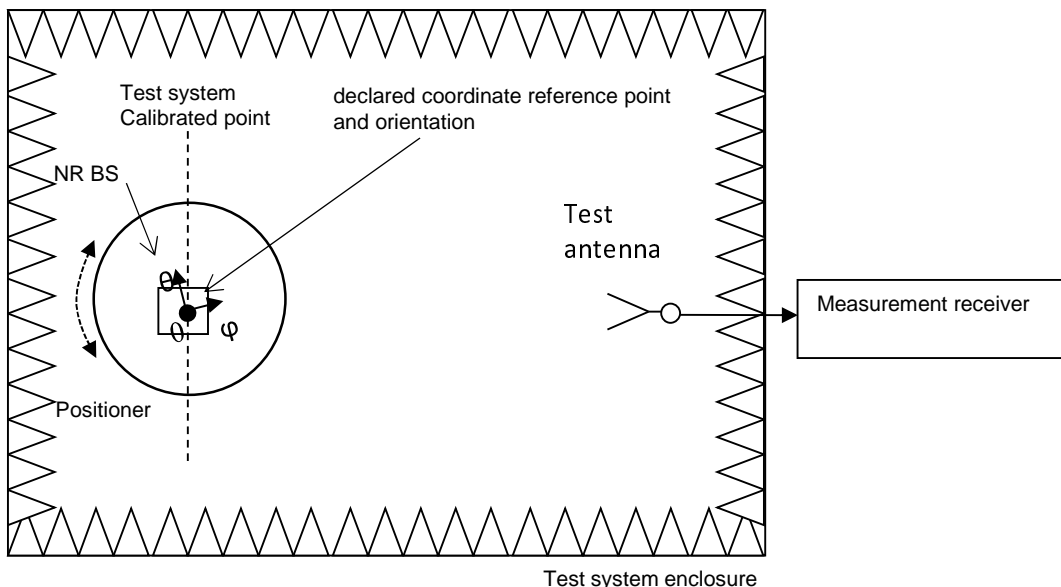 Test system
Calibrated point
declared coordinate reference point
and orientation
NR BS
Test
antenna
Measurement receiver
θ
0
φ
Positioner
Test system enclosure